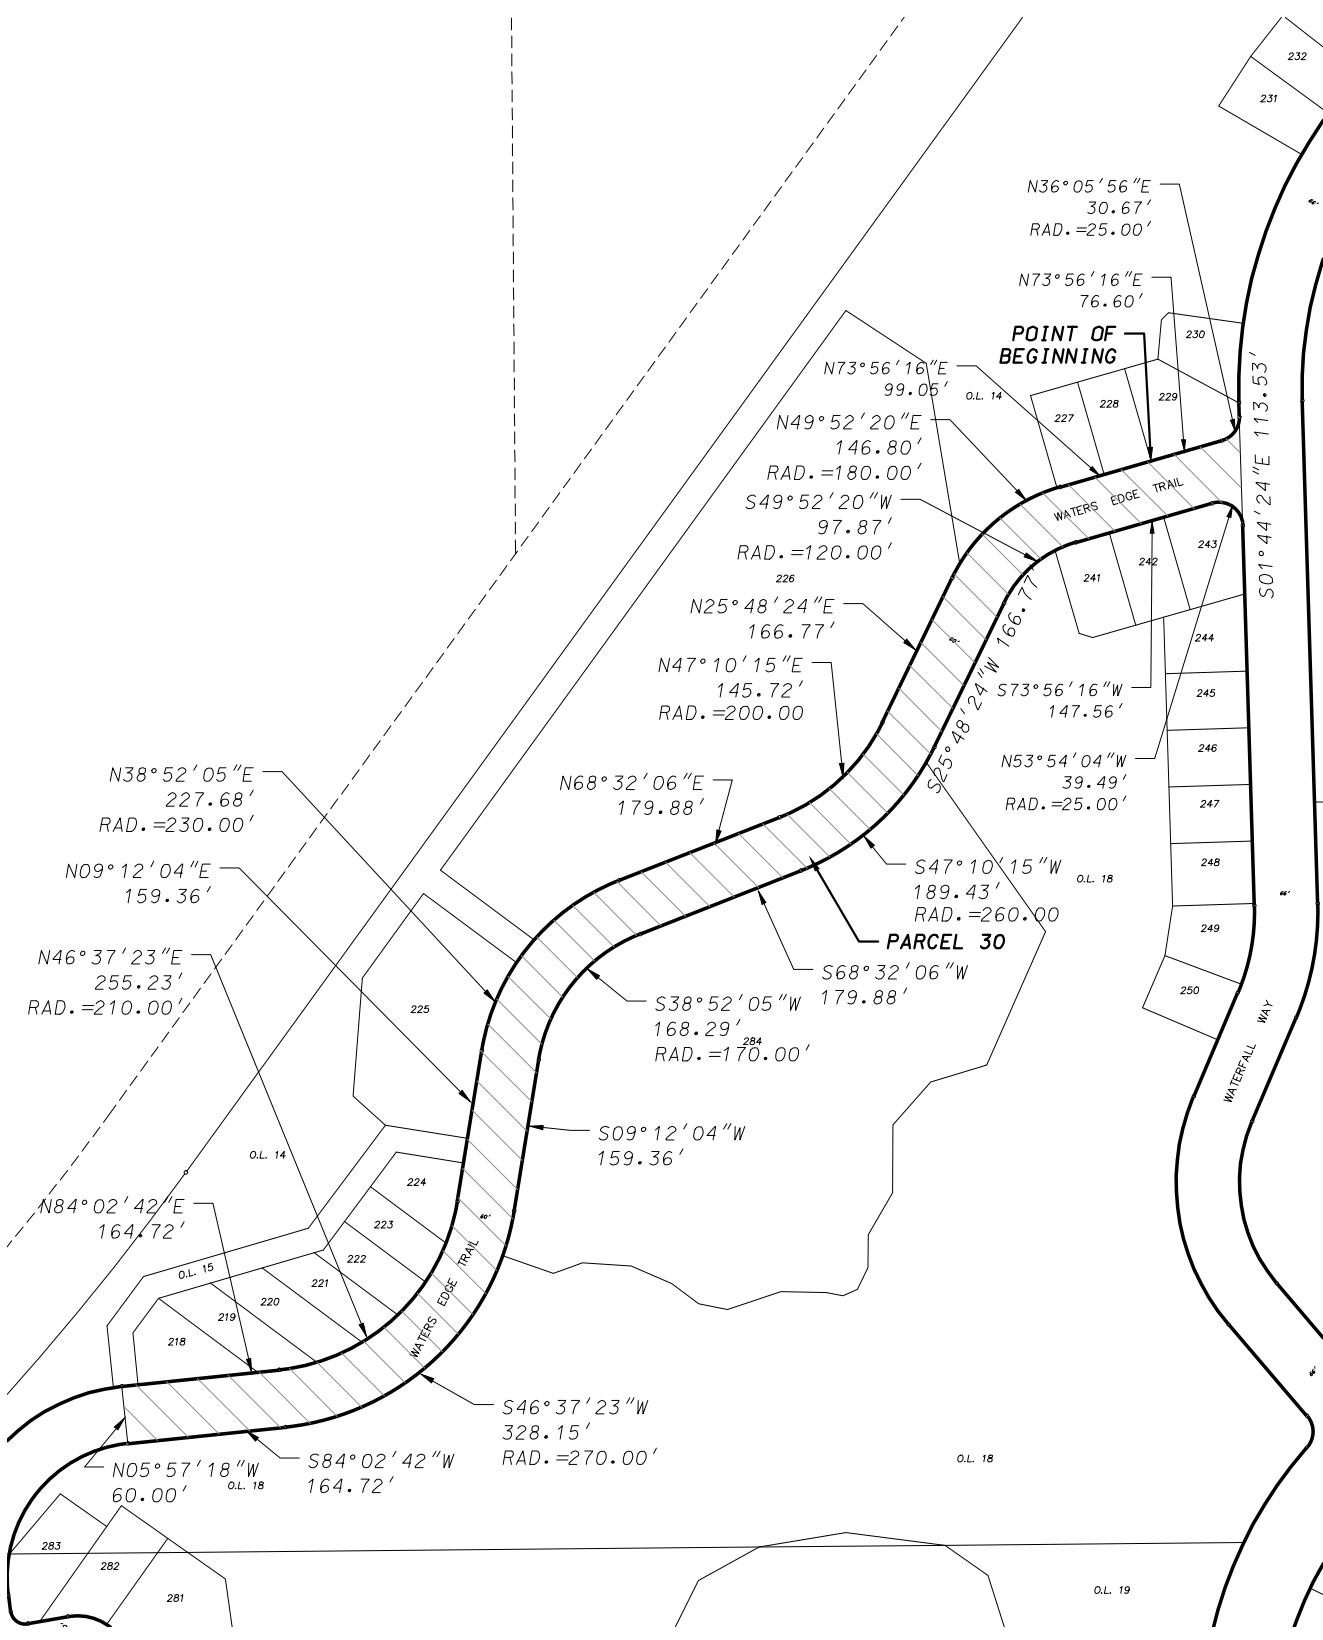 232
231
66'
N36°05'56"E
30.67'
RAD.=25.00'
N73°56'16"E
76.60'
230
POINT OF
BEGINNING
N73°56'16"E
99.05'
O.L. 14
227
228
229
S01°44'24"E 113.53'
N49°52'20"E
146.80'
RAD.=180.00'
S49°52'20"W
97.87'
RAD.=120.00'
WATERS EDGE TRAIL
243
242
241
226
N25°48'24"E
166.77'
60'
S25°48'24"W 166.77'
244
N47°10'15"E
145.72'
RAD.=200.00
S73°56'16"W
147.56'
245
246
N53°54'04"W
39.49'
RAD.=25.00'
247
N38°52'05"E
227.68'
RAD.=230.00'
N68°32'06"E
179.88'
248
N09°12'04"E
159.36'
S47°10'15"W
189.43'
RAD.=260.00
O.L. 18
66'
249
PARCEL 30
N46°37'23"E
255.23'
RAD.=210.00'
S68°32'06"W
179.88'
250
225
S38°52'05"W
168.29'
284
RAD.=170.00'
WATERFALL WAY
S09°12'04"W
159.36'
O.L. 14
224
N84°02'42"E
164.72'
223
60'
222
O.L. 15
221
220
219
218
WATERS EDGE TRAIL
S46°37'23"W
328.15'
RAD.=270.00'
N05°57'18"W
60.00'
S84°02'42"W
164.72'
O.L. 18
O.L. 18
283
282
281
O.L. 19